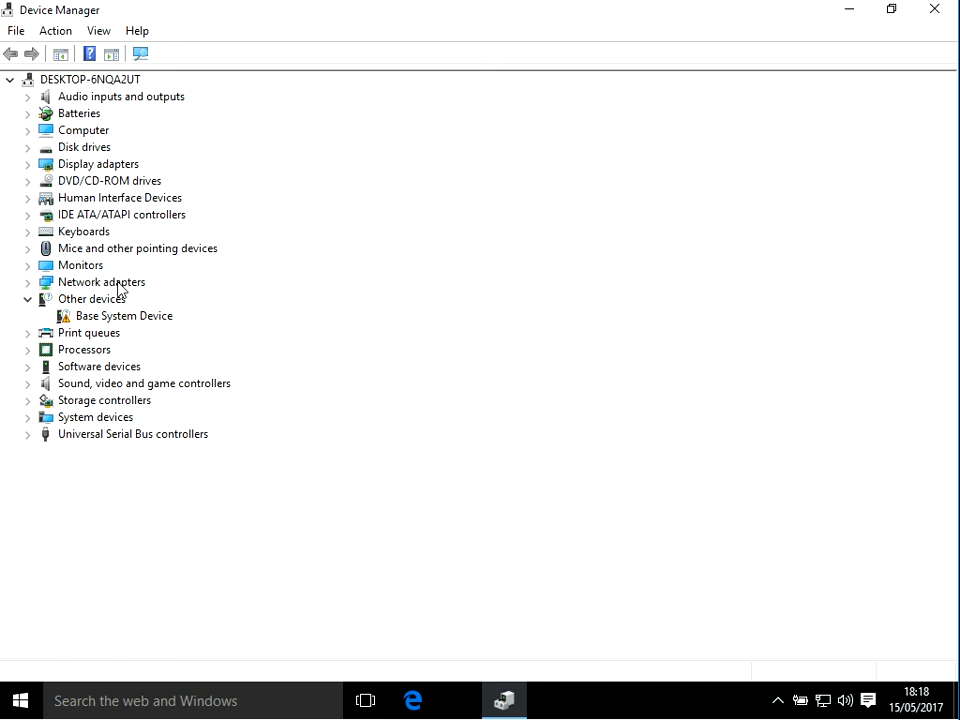 Device Manager
File Action View Help
DESKTOP-6NQA2UT
Audio inputs and outputs
Batteries
Computer
Disk drives
Display adapters
DVD/CD-ROM drives
Human Interface Devices
IDE ATA/ATAPI controllers
Keyboards
Mice and other pointing devices
Monitors
Network adapters
Other devices
Base System Device
Print queues
Processors
Software devices
Sound, video and game controllers
Storage controllers
System devices
Universal Serial Bus controllers
Search the web and Windows
18:18
15/05/2017